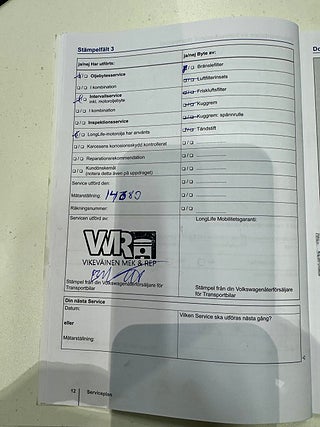 Stämpelfält 3
ja/nej Har utförts:
Oljebytesservice
I kombination
Intervallservice
inkl. motoroljebyte
I kombination
Inspektionsservice
LongLife-motorolja har använts
Karossens korrosionsskydd kontrollerat
Reparationsrekommendation
Kundönskemål
(notera detta även på uppdraget)
Service utförd den:
Mätarställning
Räkningsnummer:
Servicen utförd av:
WR
VIKEVÄINEN MEK & REP
Stämpel från din Volkswagenåterförsäljare för
Transportbilar
ja/nej Byte av:
Bränslefilter
Luftfilterinsats
Friskluftsfilter
Kuggrem
Kuggrem: spännrulle
Tändstift
LongLife Mobilitetsgaranti:
Stämpel från din Volkswagenåterförsäljare
för Transportbilar
Din nästa Service
Datum:
eller
Mätarställning
Vilken Service ska utföras nästa gång?
12 Serviceplan